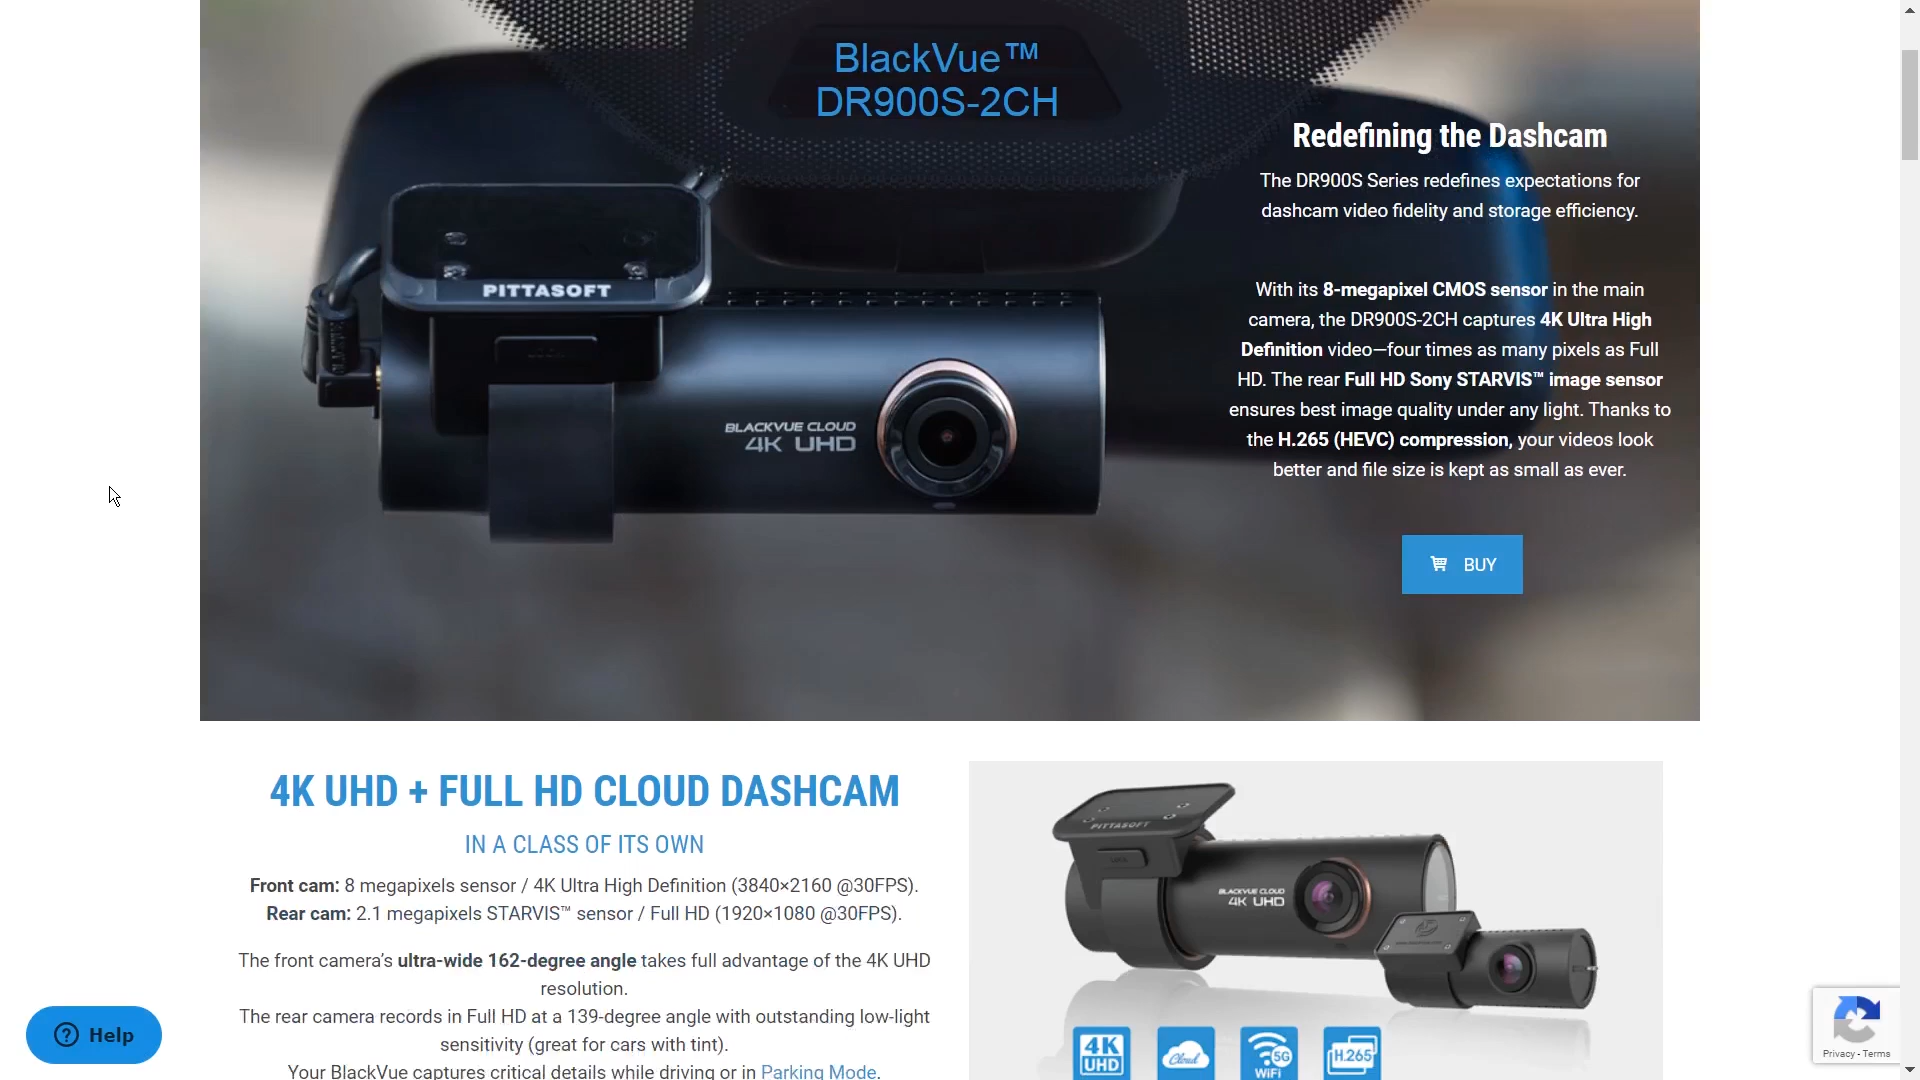 BlackVue™
DR900S-2CH
Redefining the Dashcam
The DR900S Series redefines expectations for
dashcam video fidelity and storage efficiency.
With its 8-megapixel CMOS sensor in the main
camera, the DR900S-2CH captures 4K Ultra High
Definition video—four times as many pixels as Full
HD. The rear Full HD Sony STARVIS™ image sensor
ensures best image quality under any light. Thanks to
the H.265 (HEVC) compression, your videos look
better and file size is kept as small as ever.
PITTASOFT
BLACKVUE CLOUD
4K UHD
BUY
4K UHD + FULL HD CLOUD DASHCAM
IN A CLASS OF ITS OWN
Front cam: 8 megapixels sensor / 4K Ultra High Definition (3840×2160 @30FPS).
Rear cam: 2.1 megapixels STARVIS™ sensor / Full HD (1920×1080 @30FPS).
The front camera’s ultra-wide 162-degree angle takes full advantage of the 4K UHD
resolution.
The rear camera records in Full HD at a 139-degree angle with outstanding low-light
sensitivity (great for cars with tint).
Your BlackVue captures critical details while driving or in Parking Mode.
PITTASOFT
BLACKVUE CLOUD
4K UHD
4K
UHD
Cloud
5G
WiFi
H.265
Help
Privacy - Terms